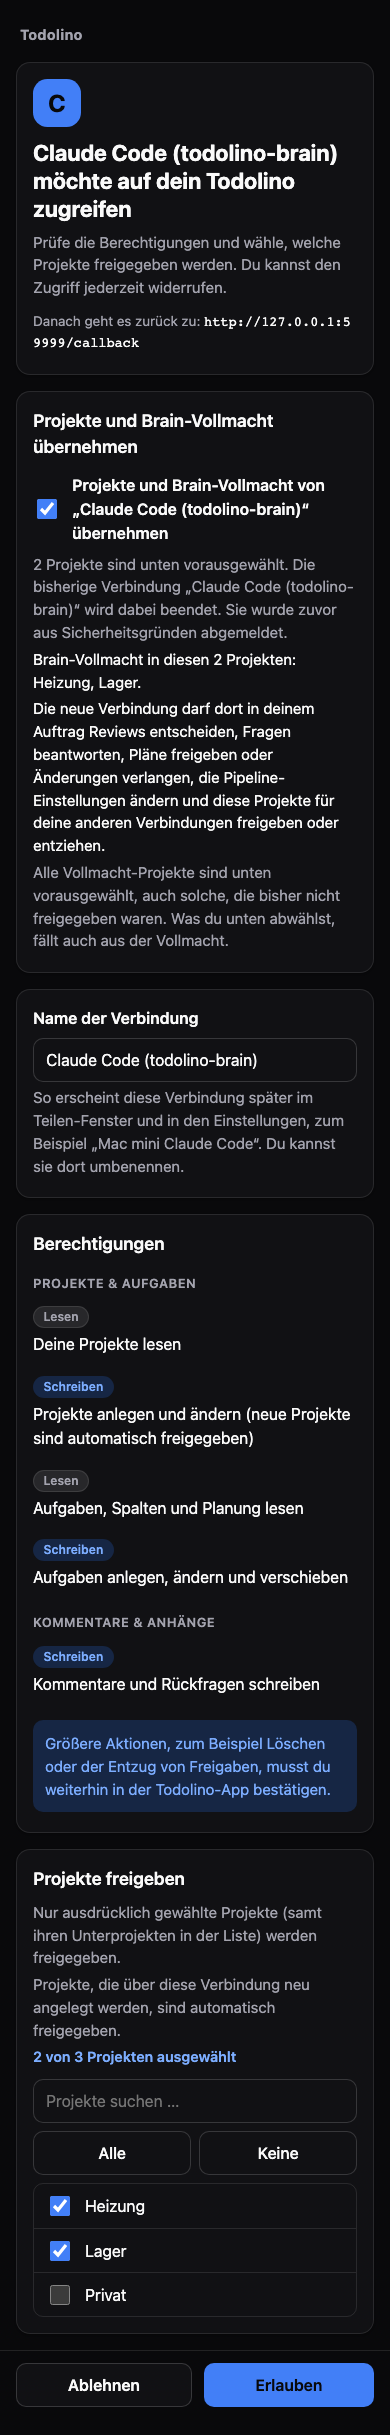 Todolino
C
Claude Code (todolino-brain)
möchte auf dein Todolino
zugreifen
Prüfe die Berechtigungen und wähle, welche
Projekte freigegeben werden. Du kannst den
Zugriff jederzeit widerrufen.
Danach geht es zurück zu: http://127.0.0.1:5
9999/callback
Projekte und Brain-Vollmacht
übernehmen
Projekte und Brain-Vollmacht von
„Claude Code (todolino-brain)“
übernehmen
2 Projekte sind unten vorausgewählt. Die
bisherige Verbindung „Claude Code (todolino-
brain)“ wird dabei beendet. Sie wurde zuvor
aus Sicherheitsgründen abgemeldet.
Brain-Vollmacht in diesen 2 Projekten:
Heizung, Lager.
Die neue Verbindung darf dort in deinem
Auftrag Reviews entscheiden, Fragen
beantworten, Pläne freigeben oder
Änderungen verlangen, die Pipeline-
Einstellungen ändern und diese Projekte für
deine anderen Verbindungen freigeben oder
entziehen.
Alle Vollmacht-Projekte sind unten
vorausgewählt, auch solche, die bisher nicht
freigegeben waren. Was du unten abwählst,
fällt auch aus der Vollmacht.
Name der Verbindung
Claude Code (todolino-brain)
So erscheint diese Verbindung später im
Teilen-Fenster und in den Einstellungen, zum
Beispiel „Mac mini Claude Code“. Du kannst
sie dort umbenennen.
Berechtigungen
PROJEKTE & AUFGABEN
Lesen
Deine Projekte lesen
Schreiben
Projekte anlegen und ändern (neue Projekte
sind automatisch freigegeben)
Lesen
Aufgaben, Spalten und Planung lesen
Schreiben
Aufgaben anlegen, ändern und verschieben
KOMMENTARE & ANHÄNGE
Schreiben
Kommentare und Rückfragen schreiben
Größere Aktionen, zum Beispiel Löschen
oder der Entzug von Freigaben, musst du
weiterhin in der Todolino-App bestätigen.
Projekte freigeben
Nur ausdrücklich gewählte Projekte (samt
ihren Unterprojekten in der Liste) werden
freigegeben.
Projekte, die über diese Verbindung neu
angelegt werden, sind automatisch
freigegeben.
2 von 3 Projekten ausgewählt
Projekte suchen …
Alle Keine
Heizung
Lager
Privat
Ablehnen Erlauben